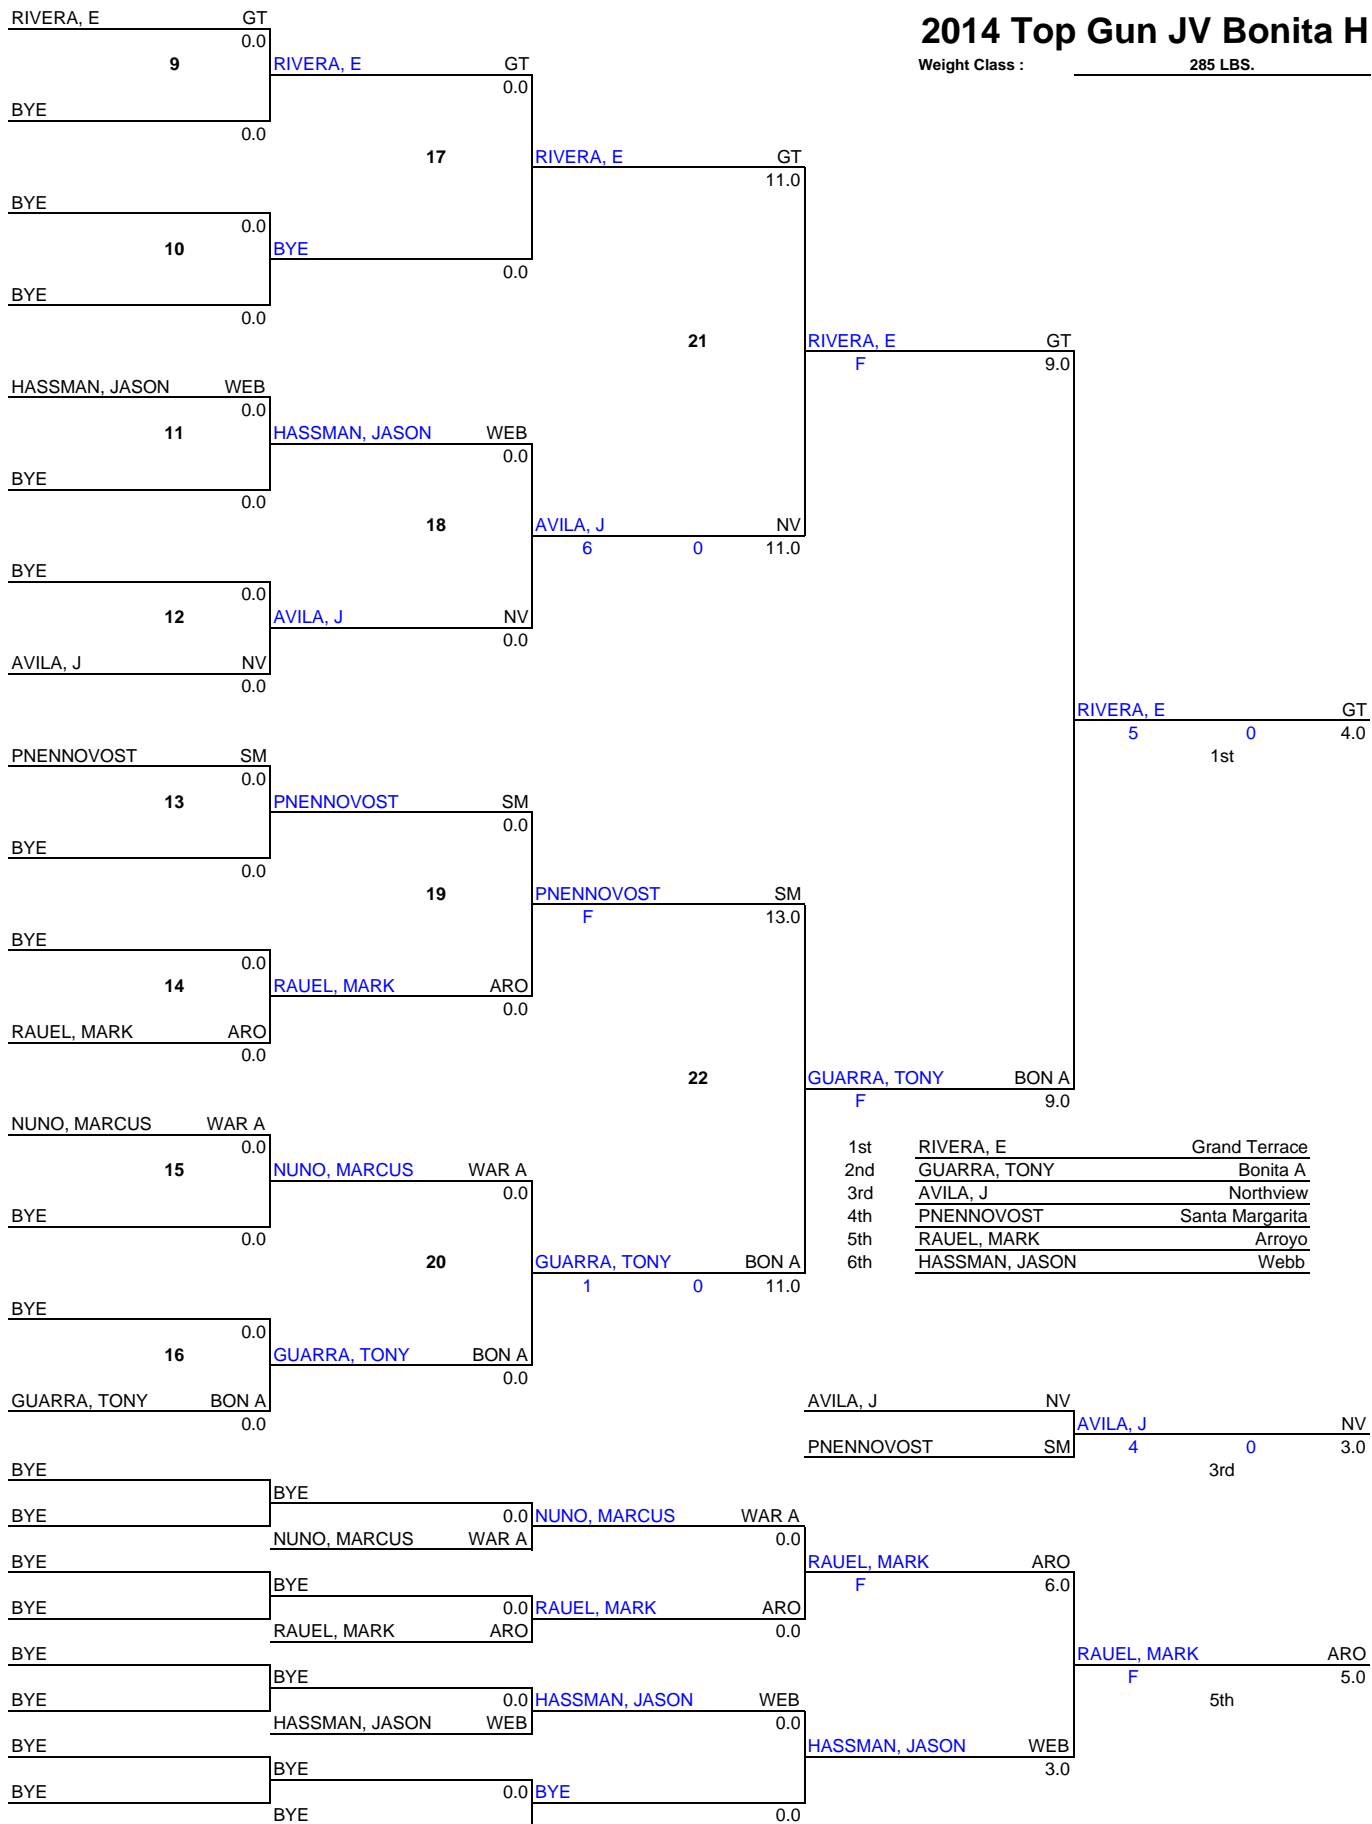 RIVERA, E GT
2014 Top Gun JV Bonita H
0.0
9 RIVERA, E GT
Weight Class : 285 LBS.
0.0
BYE
0.0
17 RIVERA, E GT
11.0
BYE
0.0
10 BYE
0.0
BYE
0.0
21 RIVERA, E GT
F 9.0
HASSMAN, JASON WEB
0.0
11 HASSMAN, JASON WEB
0.0
BYE
0.0
18 AVILA, J NV
6 0 11.0
BYE
0.0
12 AVILA, J NV
0.0
AVILA, J NV
0.0
RIVERA, E GT
5 0 4.0
1st
PNENNOVOST SM
0.0
13 PNENNOVOST SM
0.0
BYE
0.0
19 PNENNOVOST SM
F 13.0
BYE
0.0
14 RAUEL, MARK ARO
0.0
RAUEL, MARK ARO
0.0
22 GUARRA, TONY BON A
F 9.0
NUNO, MARCUS WAR A
0.0
15 NUNO, MARCUS WAR A
0.0
BYE
0.0
1st RIVERA, E Grand Terrace
2nd GUARRA, TONY Bonita A
3rd AVILA, J Northview
4th PNENNOVOST Santa Margarita
5th RAUEL, MARK Arroyo
6th HASSMAN, JASON Webb
20 GUARRA, TONY BON A
1 0 11.0
BYE
0.0
16 GUARRA, TONY BON A
0.0
GUARRA, TONY BON A
0.0
AVILA, J NV
AVILA, J NV
PNENNOVOST SM
4 0 3.0
3rd
BYE
BYE
BYE
0.0 NUNO, MARCUS WAR A
NUNO, MARCUS WAR A
0.0
BYE
RAUEL, MARK ARO
F 6.0
BYE
BYE
0.0 RAUEL, MARK ARO
RAUEL, MARK ARO
0.0
BYE
RAUEL, MARK ARO
F 5.0
5th
BYE
BYE
0.0 HASSMAN, JASON WEB
HASSMAN, JASON WEB
0.0
BYE
HASSMAN, JASON WEB
3.0
BYE
BYE
0.0 BYE
BYE
0.0